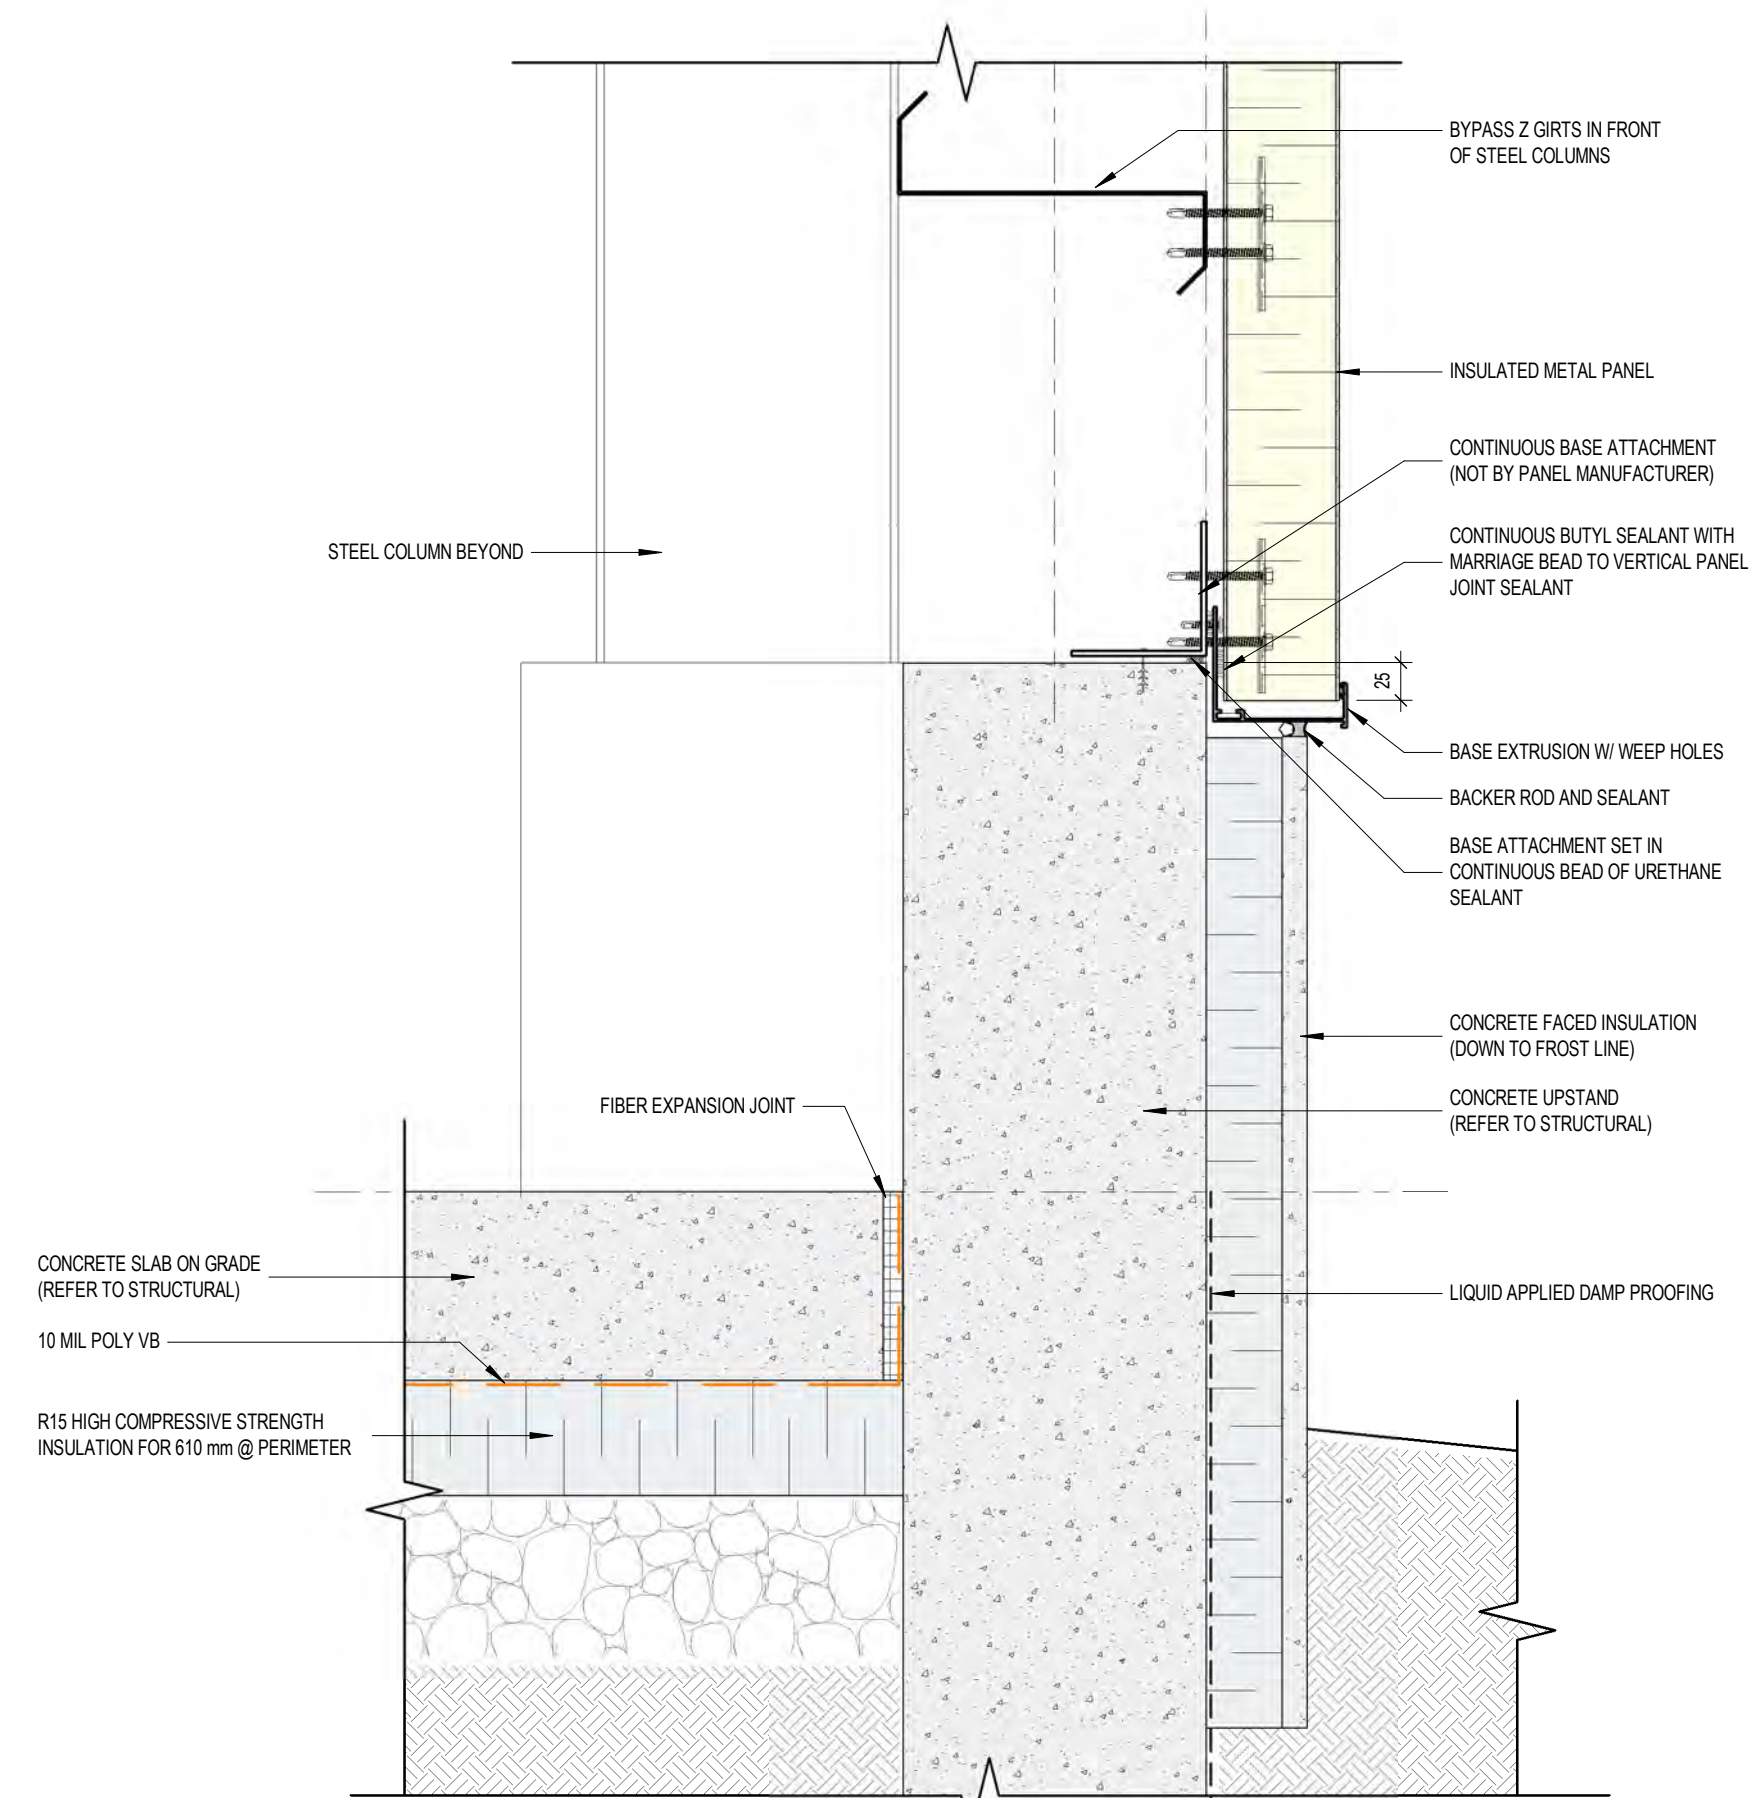 BYPASS Z GIRTS IN FRONT
OF STEEL COLUMNS
INSULATED METAL PANEL
CONTINUOUS BASE ATTACHMENT
(NOT BY PANEL MANUFACTURER)
STEEL COLUMN BEYOND
CONTINUOUS BUTYL SEALANT WITH
MARRIAGE BEAD TO VERTICAL PANEL
JOINT SEALANT
25
BASE EXTRUSION W/ WEEP HOLES
BACKER ROD AND SEALANT
BASE ATTACHMENT SET IN
CONTINUOUS BEAD OF URETHANE
SEALANT
CONCRETE FACED INSULATION
(DOWN TO FROST LINE)
FIBER EXPANSION JOINT
CONCRETE UPSTAND
(REFER TO STRUCTURAL)
CONCRETE SLAB ON GRADE
(REFER TO STRUCTURAL)
LIQUID APPLIED DAMP PROOFING
10 MIL POLY VB
R15 HIGH COMPRESSIVE STRENGTH
INSULATION FOR 610 mm @ PERIMETER